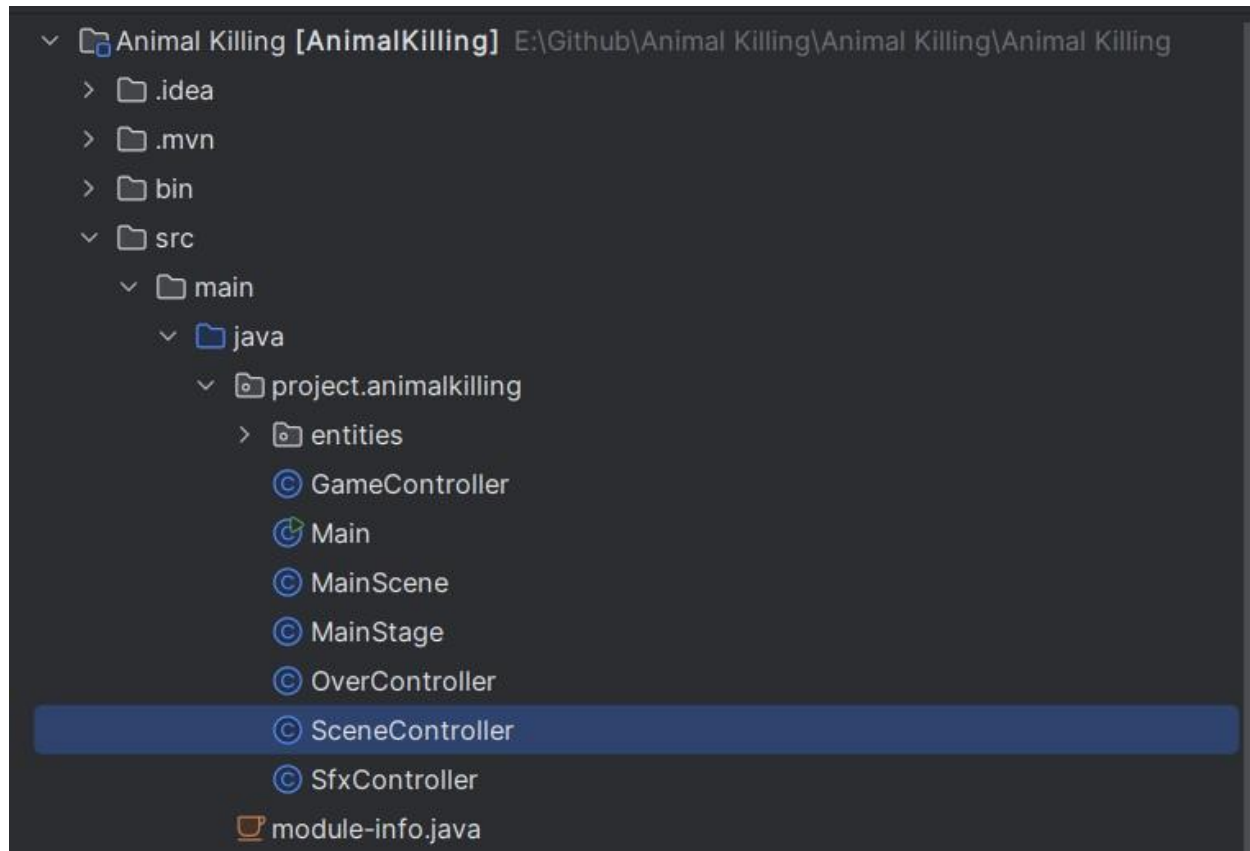 Animal Killing [AnimalKilling] E:\Github\Animal Killing\Animal Killing\Animal Killing
.idea
.mvn
bin
src
main
java
project.animalkilling
entities
GameController
Main
MainScene
MainStage
OverController
SceneController
SfxController
module-info.java